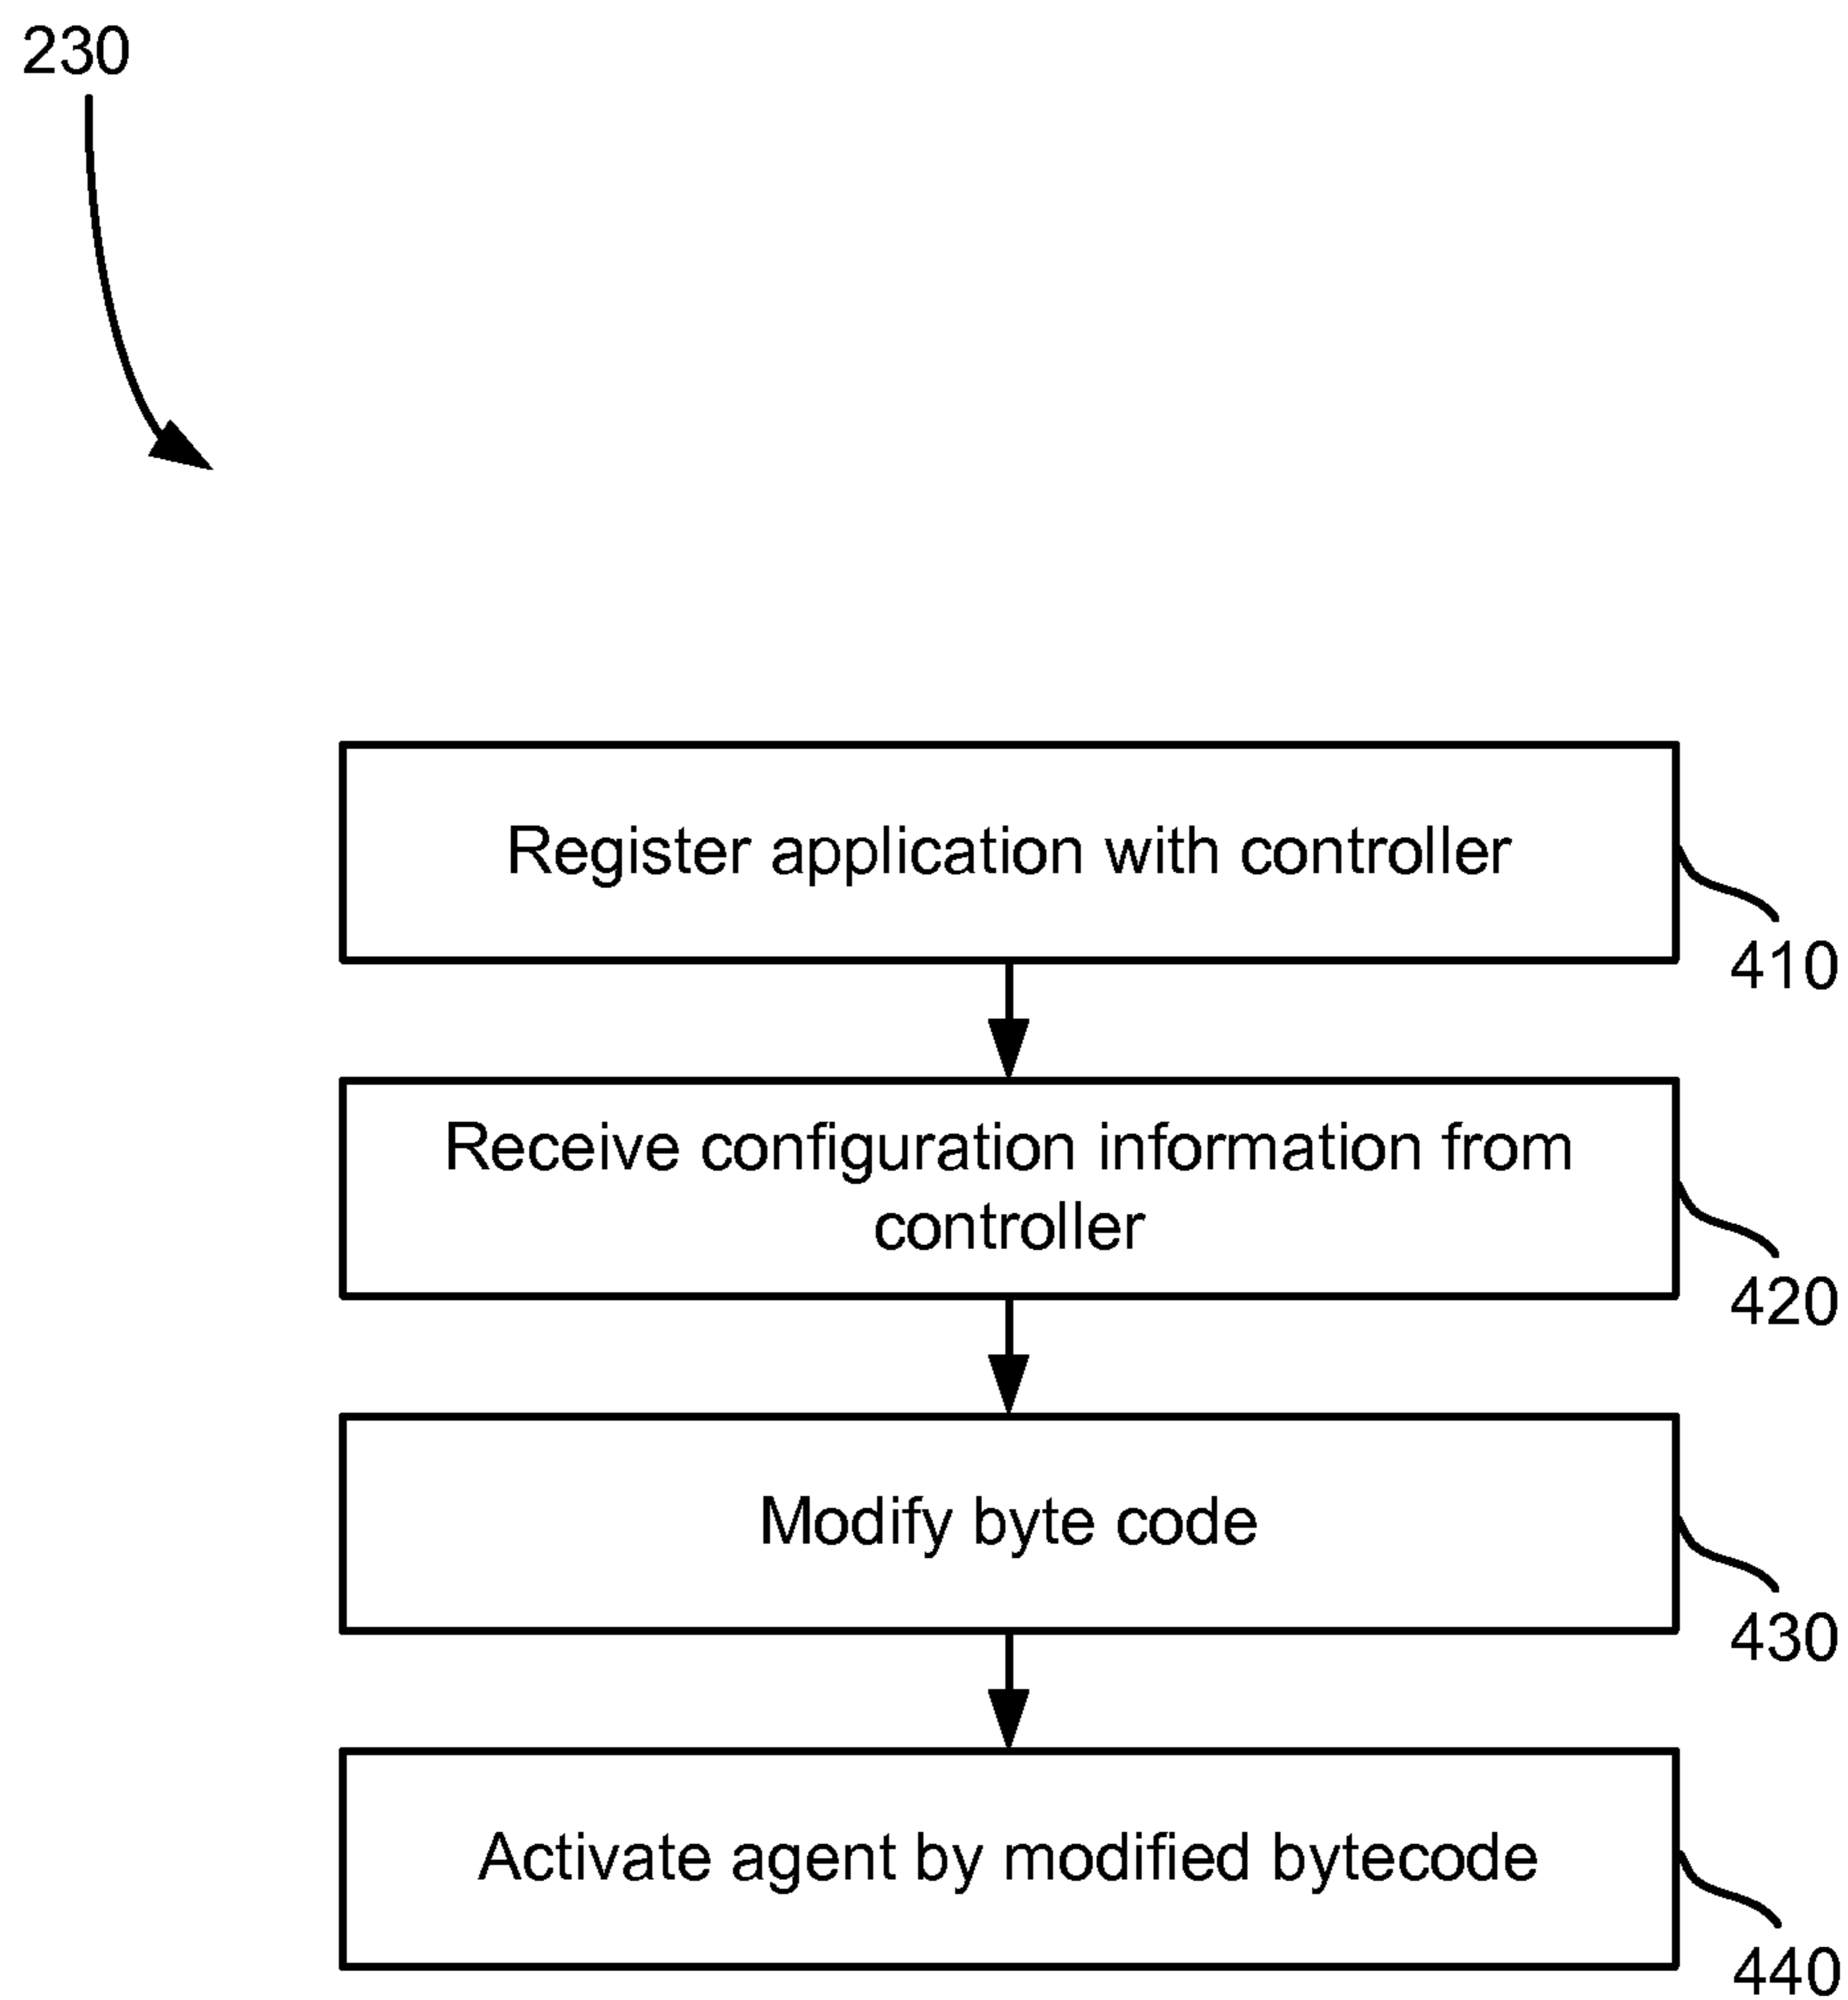 230
Register application with controller
410
Receive configuration information from
controller
420
Modify byte code
430
Activate agent by modified bytecode
440